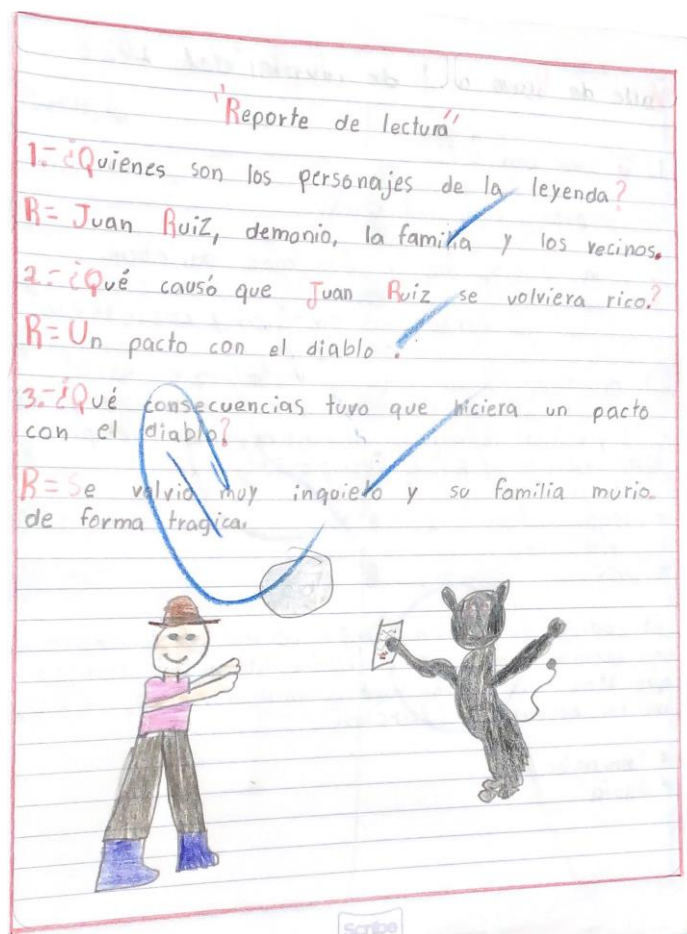 "Reporte de lectura"
1.-¿Quienes son los personajes de la leyenda?
R=Juan Ruiz, demonio, la familia y los vecinos.
2.-¿Qué causó que Juan Ruiz se volviera rico.?
R=Un pacto con el diablo.
3.-¿Qué consecuencias tuvo que hiciera un pacto
con el diablo?
R=Se volvio muy inquieto y su familia murio.
de forma tragica.
Scribe